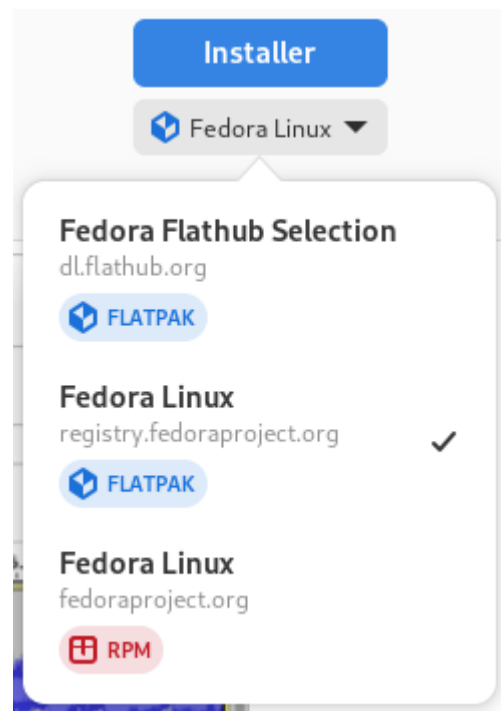 Installer
Fedora Linux
Fedora Flathub Selection
dl.flathub.org
FLATPAK
Fedora Linux
registry.fedoraproject.org
FLATPAK
Fedora Linux
fedoraproject.org
RPM